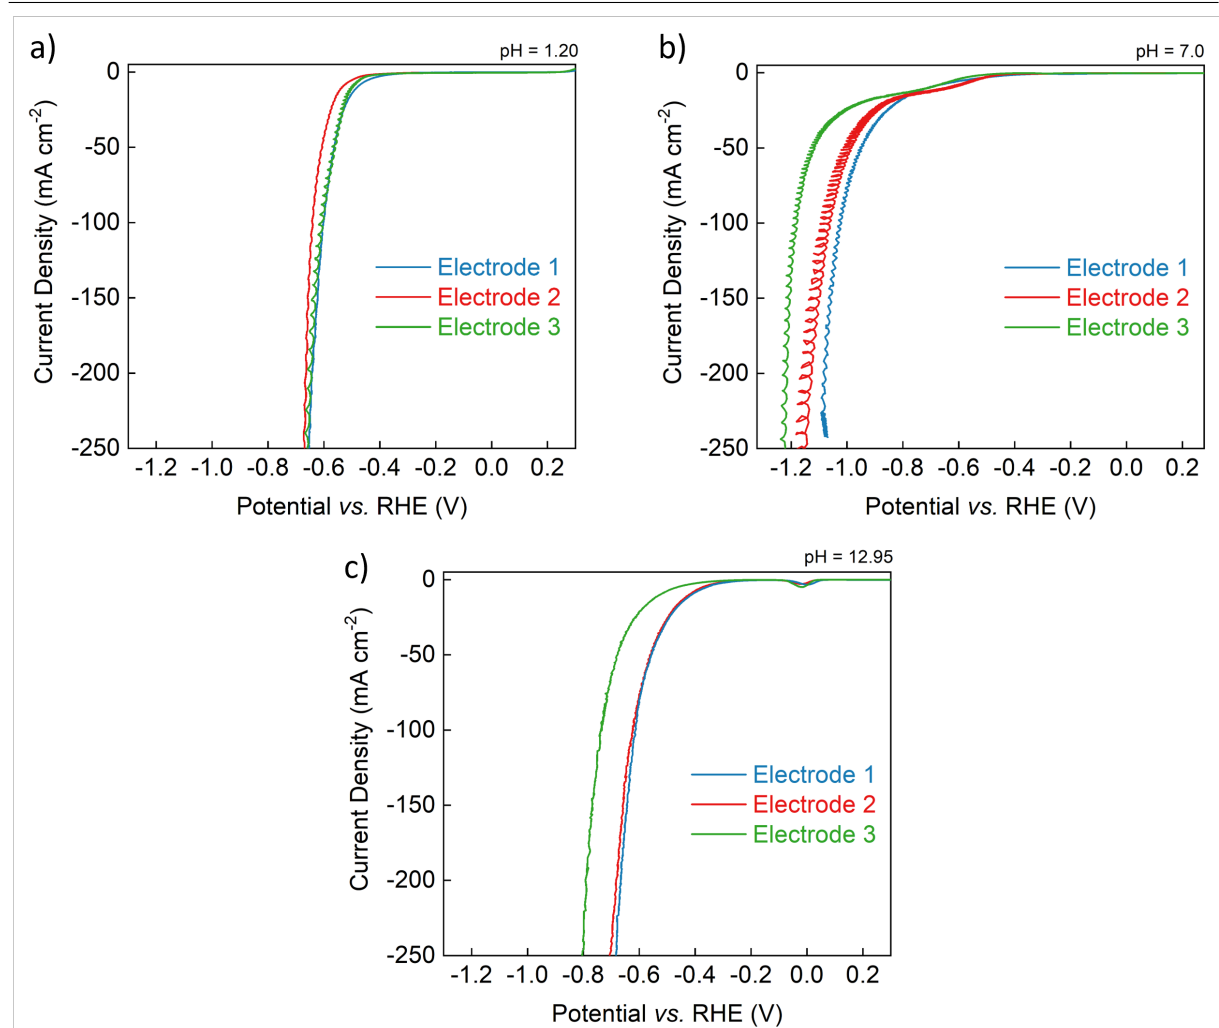 a)
pH = 1.20
0
-50
-100
-150
-200
-250
Current Density (mA cm-2)
Electrode 1
Electrode 2
Electrode 3
-1.2 -1.0 -0.8 -0.6 -0.4 -0.2 0.0 0.2
Potential vs. RHE (V)
b)
pH = 7.0
0
-50
-100
-150
-200
-250
Current Density (mA cm-2)
Electrode 1
Electrode 2
Electrode 3
-1.2 -1.0 -0.8 -0.6 -0.4 -0.2 0.0 0.2
Potential vs. RHE (V)
c)
pH = 12.95
0
-50
-100
-150
-200
-250
Current Density (mA cm-2)
Electrode 1
Electrode 2
Electrode 3
-1.2 -1.0 -0.8 -0.6 -0.4 -0.2 0.0 0.2
Potential vs. RHE (V)